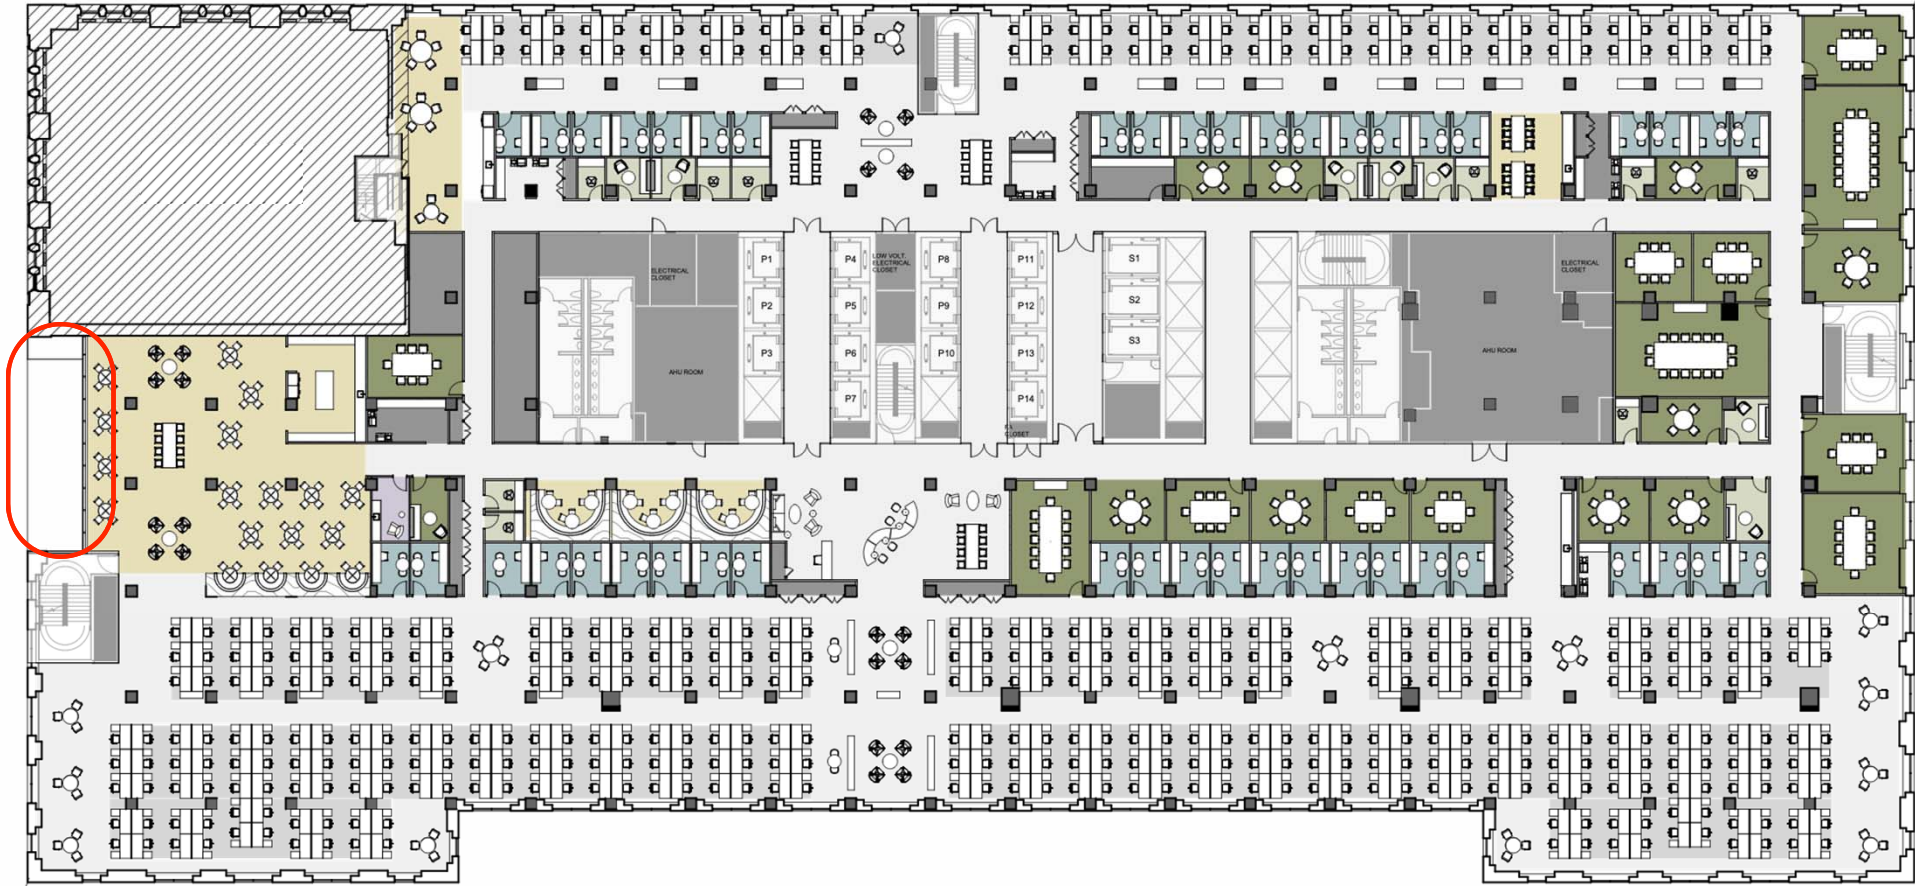 P1
P4
LOW VOLT.
ELECTRICAL
CLOSET
P8
P11
S1
ELECTRICAL
CLOSET
ELECTRICAL
CLOSET
P2
P5
P9
P12
S2
P3
P6
P10
P13
S3
AHU ROOM
AHU ROOM
P7
P14
CLOSET